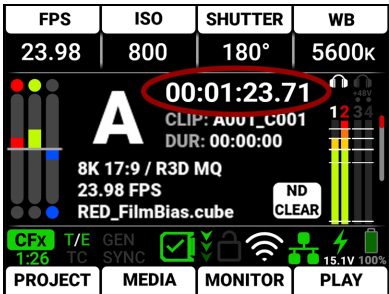 FPS ISO SHUTTER WB
23.98 800 180° 5600K
00:01:23.71
+48V
A
CLIP: A001_C001
1 2 3 4
DUR: 00:00:00
8K 17:9 / R3D MQ
23.98 FPS
ND
RED_FilmBias.cube
CLEAR
CFx T/E GEN
1:26 TC SYNC 15.1V 100%
PROJECT MEDIA MONITOR PLAY